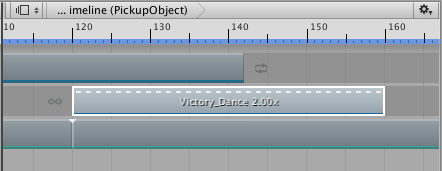 ... imeline (PickupObject)
10 120 130 140 150 160
Victory_Dance 2.00x